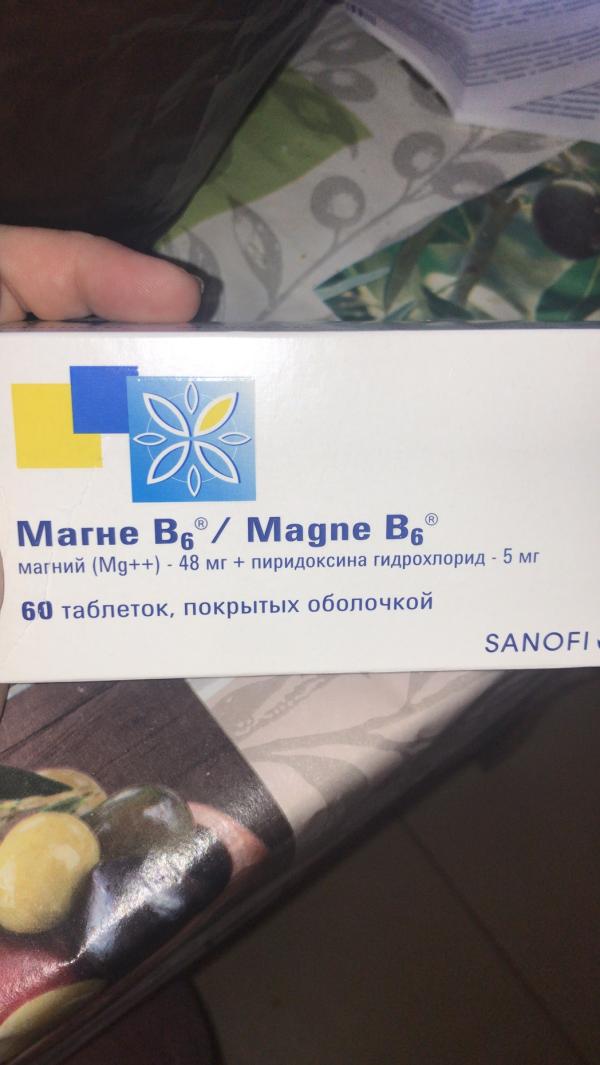 Магне B6® / Magne B6®
магний (Mg++) - 48 мг + пиридоксина гидрохлорид - 5 мг
60 таблеток, покрытых оболочкой
SANOFI